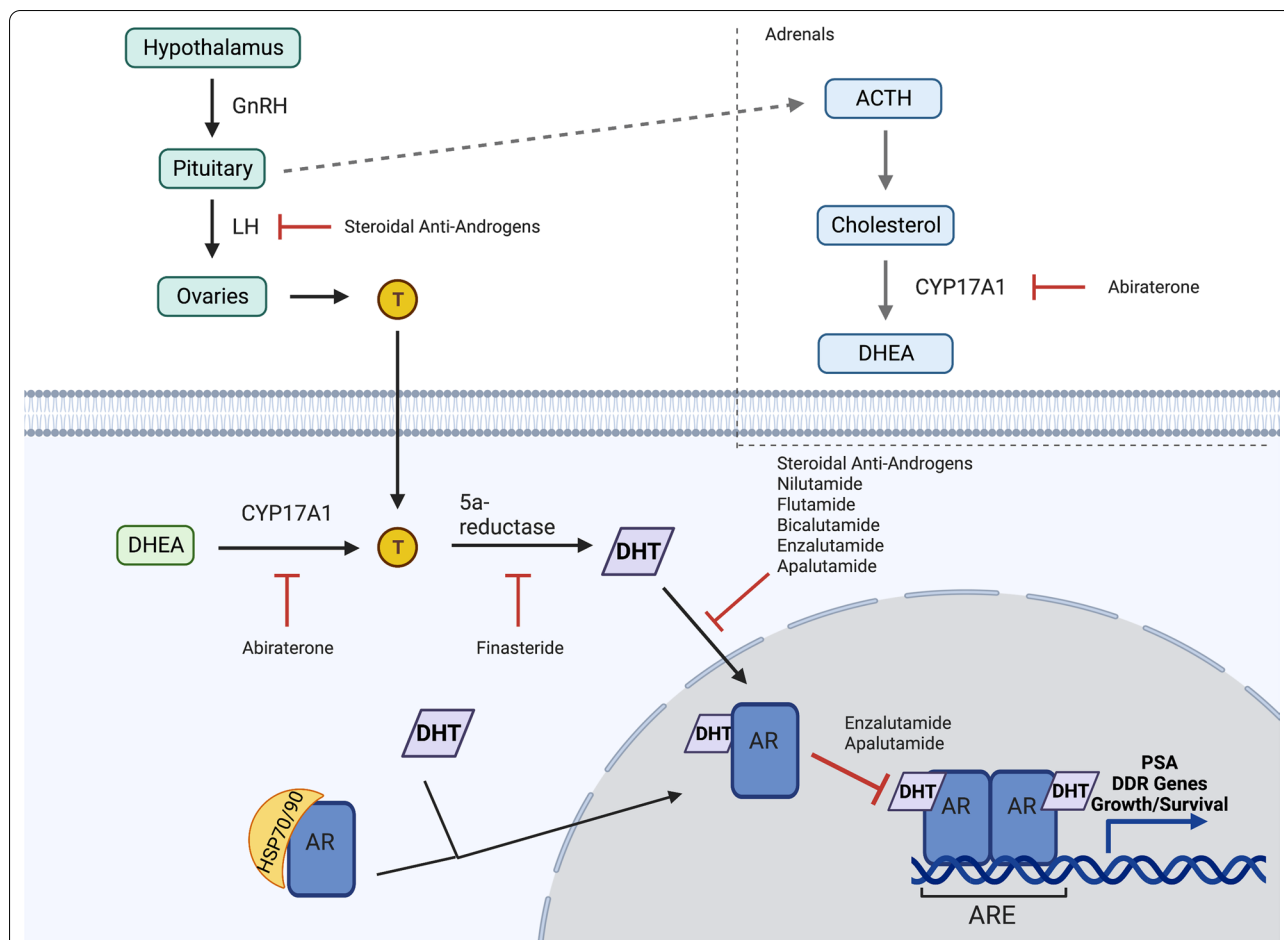 Hypothalamus
GnRH
Pituitary
LH
Steroidal Anti-Androgens
Ovaries
T
Adrenals
ACTH
Cholesterol
CYP17A1
Abiraterone
DHEA
DHEA
CYP17A1
Abiraterone
T
5a-
reductase
Finasteride
DHT
Steroidal Anti-Androgens
Nilutamide
Flutamide
Bicalutamide
Enzalutamide
Apalutamide
DHT
HSP70/90
AR
DHT
AR
Enzalutamide
Apalutamide
DHT
AR
AR
DHT
PSA
DDR Genes
Growth/Survival
ARE